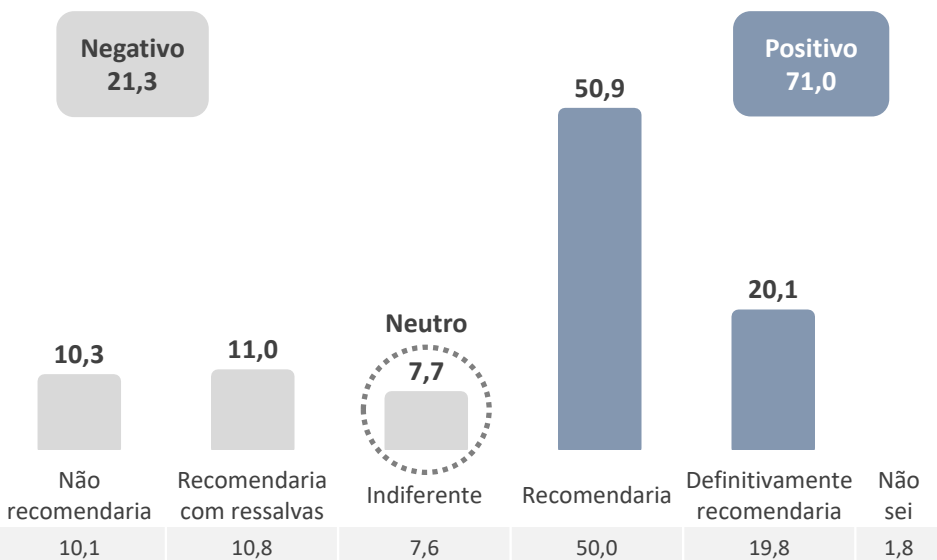 Negativo
21,3
Positivo
71,0
50,9
20,1
Neutro
10,3
11,0
7,7
Não
recomendaria
Recomendaria
com ressalvas
Indiferente
Recomendaria
Definitivamente
recomendaria
Não
sei
10,1
10,8
7,6
50,0
19,8
1,8